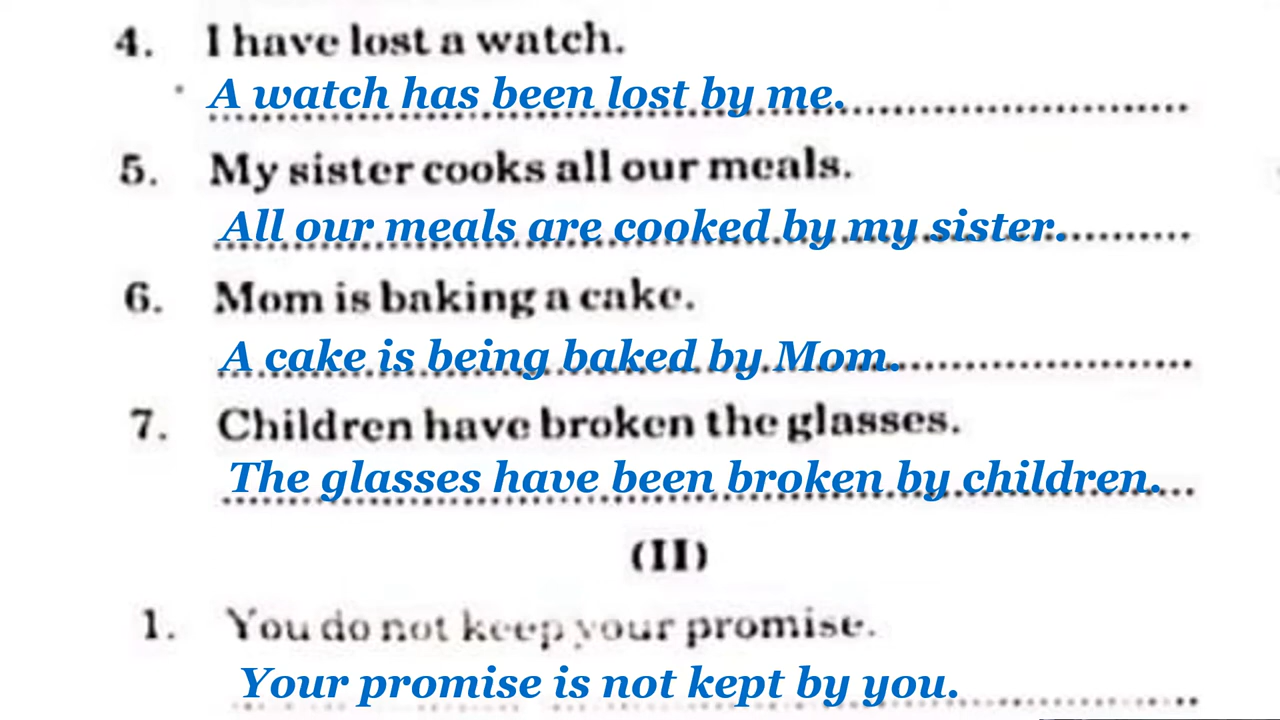 4. I have lost a watch.
A watch has been lost by me.
5. My sister cooks all our meals.
All our meals are cooked by my sister.
6. Mom is baking a cake.
A cake is being baked by Mom.
7. Children have broken the glasses.
The glasses have been broken by children.
(II)
1. You do not keep your promise.
Your promise is not kept by you.